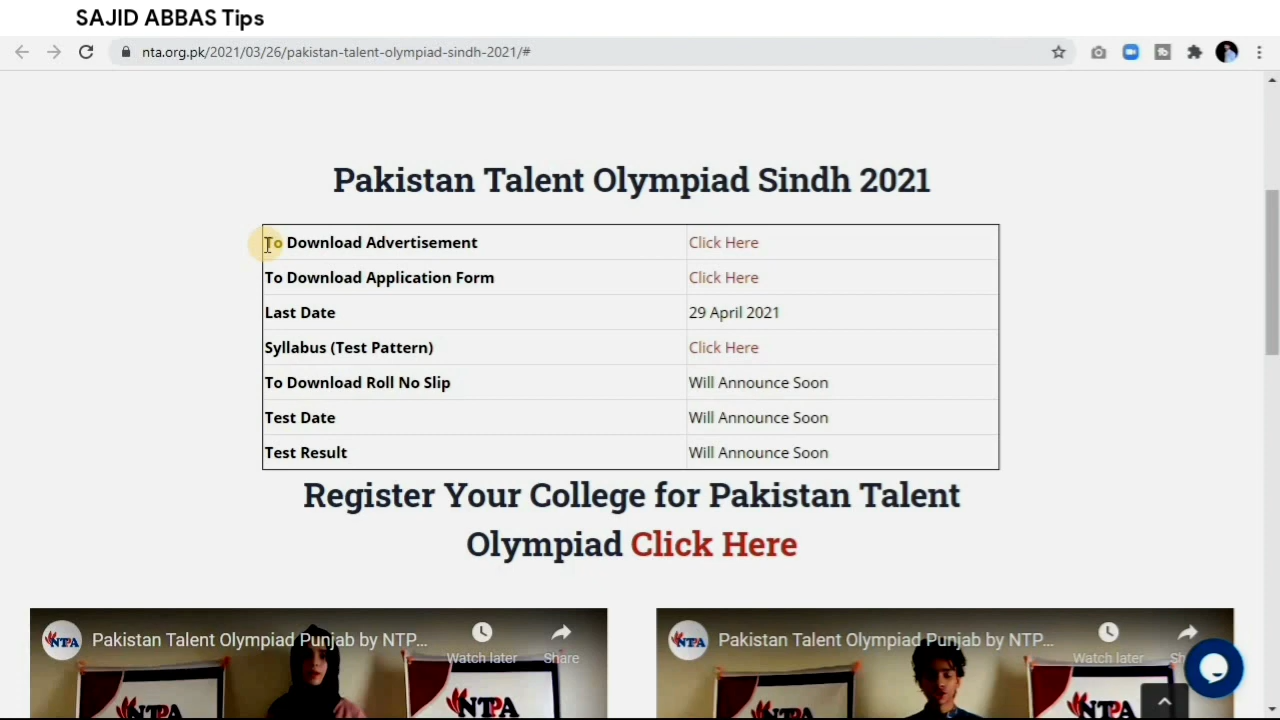 SAJID ABBAS Tips
nta.org.pk/2021/03/26/pakistan-talent-olympiad-sindh-2021/#
Pakistan Talent Olympiad Sindh 2021
To Download Advertisement Click Here
To Download Application Form Click Here
Last Date 29 April 2021
Syllabus (Test Pattern) Click Here
To Download Roll No Slip Will Announce Soon
Test Date Will Announce Soon
Test Result Will Announce Soon
Register Your College for Pakistan Talent
Olympiad Click Here
NTPA Pakistan Talent Olympiad Punjab by NTP...
Watch later Share
NTPA
NTPA
NTPA Pakistan Talent Olympiad Punjab by NTP...
Watch later
NTPA
NTPA